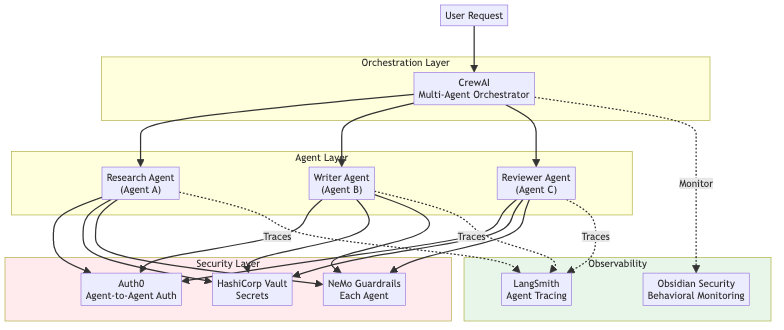 User Request
Orchestration Layer
CrewAI
Multi-Agent Orchestrator
Agent Layer
Research Agent
(Agent A)
Writer Agent
(Agent B)
Reviewer Agent
(Agent C)
Monitor
Traces
Traces
Traces
Security Layer
Observability
Auth0
Agent-to-Agent Auth
HashiCorp Vault
Secrets
NeMo Guardrails
Each Agent
LangSmith
Agent Tracing
Obsidian Security
Behavioral Monitoring